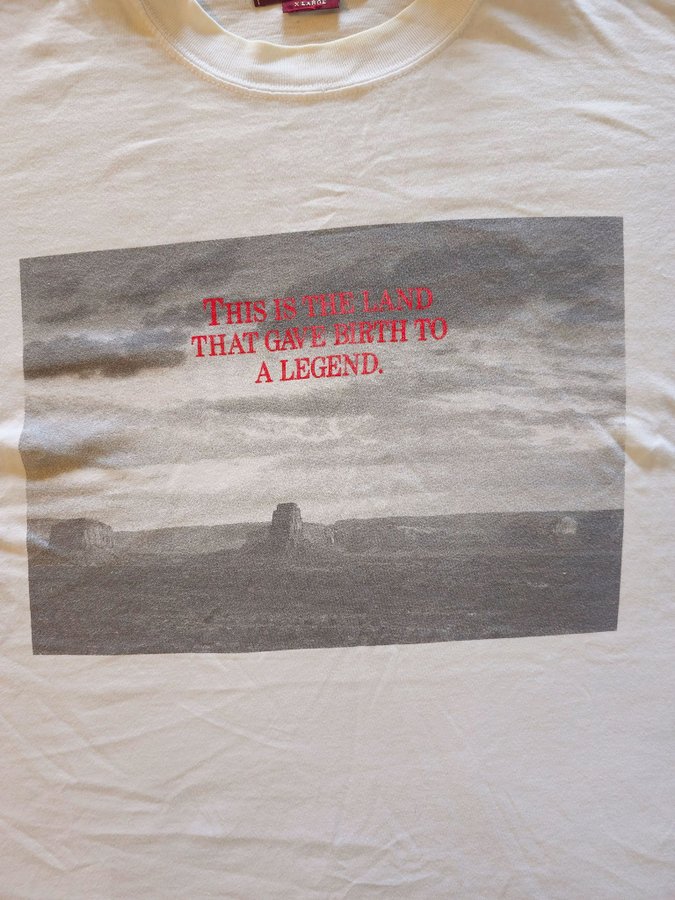 X LARGE
THIS IS THE LAND
THAT GAVE BIRTH TO
A LEGEND.